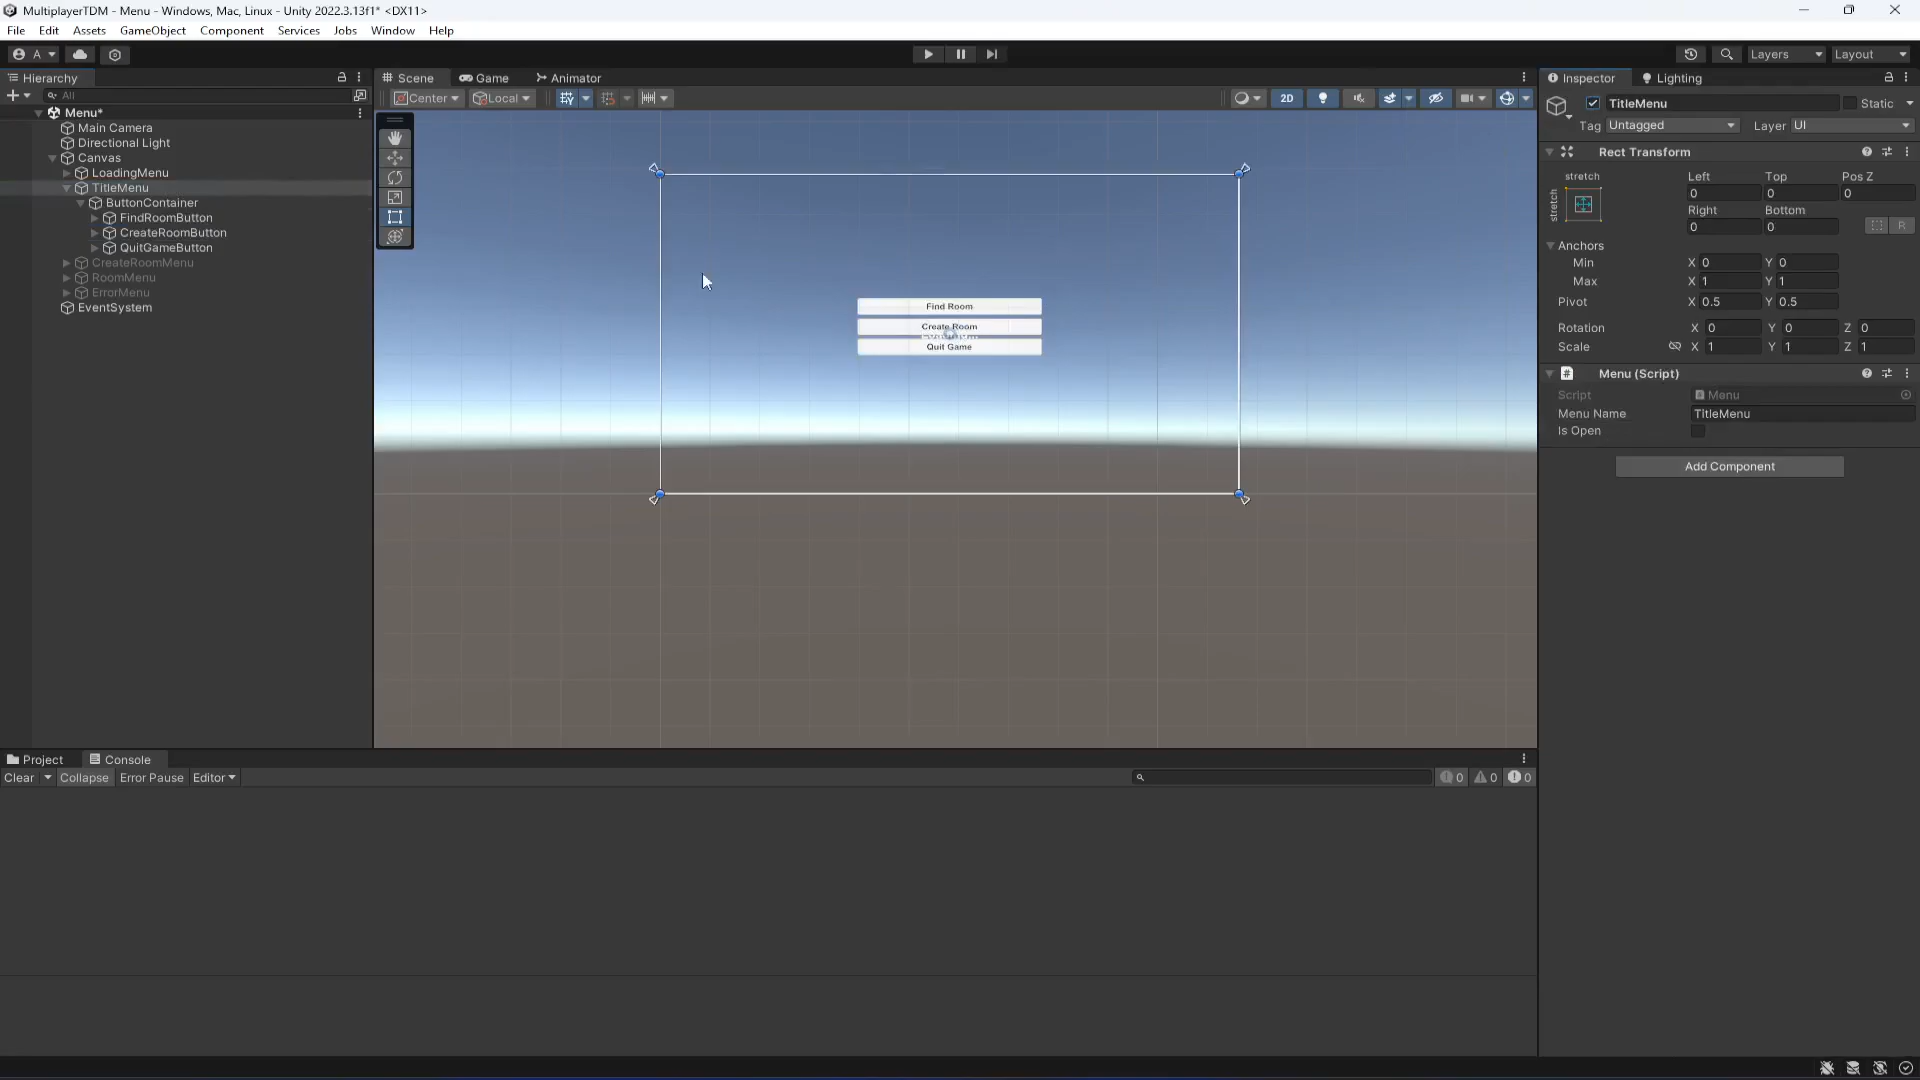 MultiplayerTDM - Menu - Windows, Mac, Linux - Unity 2022.3.13f1* <DX11>
File Edit Assets GameObject Component Services Jobs Window Help
A Layers Layout
Hierarchy
All
Menu*
Main Camera
Directional Light
Canvas
LoadingMenu
TitleMenu
ButtonContainer
FindRoomButton
CreateRoomButton
QuitGameButton
CreateRoomMenu
RoomMenu
ErrorMenu
EventSystem
Scene Game Animator
Center Local 2D
Find Room
Create Room
Quit Game
Inspector Lighting
TitleMenu Static
Tag Untagged Layer UI
Rect Transform
stretch Left Top Pos Z
stretch 0 0 0
Right Bottom
0 0 R
Anchors
Min X 0 Y 0
Max X 1 Y 1
Pivot X 0.5 Y 0.5
Rotation X 0 Y 0 Z 0
Scale X 1 Y 1 Z 1
# Menu (Script)
Script Menu
Menu Name TitleMenu
Is Open
Add Component
Project Console
Clear Collapse Error Pause Editor 0 0 0